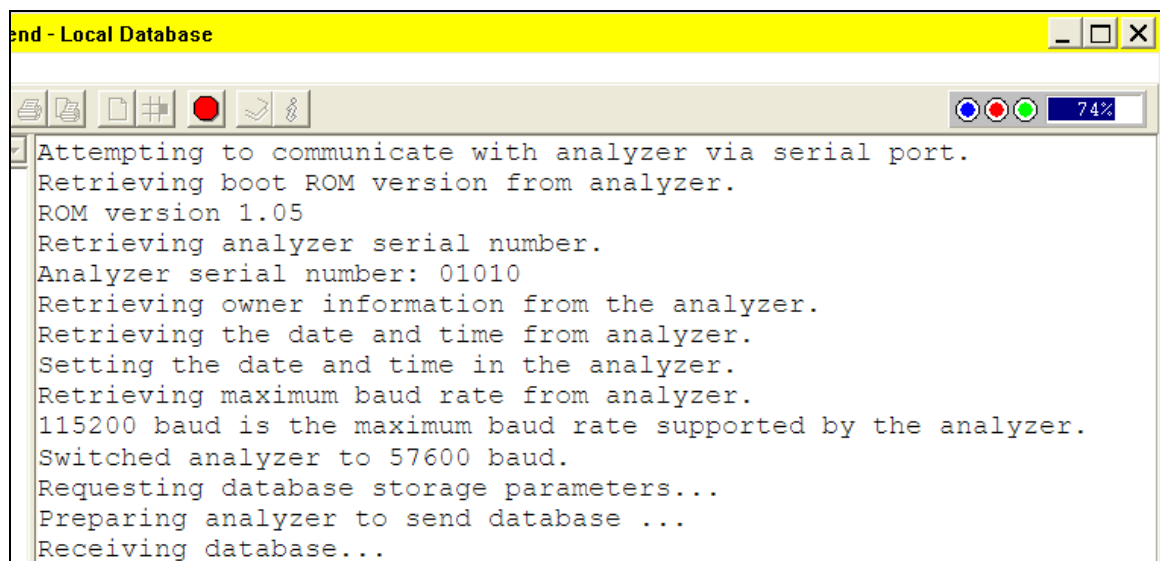 end - Local Database
74%
Attempting to communicate with analyzer via serial port.
Retrieving boot ROM version from analyzer.
ROM version 1.05
Retrieving analyzer serial number.
Analyzer serial number: 01010
Retrieving owner information from the analyzer.
Retrieving the date and time from analyzer.
Setting the date and time in the analyzer.
Retrieving maximum baud rate from analyzer.
115200 baud is the maximum baud rate supported by the analyzer.
Switched analyzer to 57600 baud.
Requesting database storage parameters...
Preparing analyzer to send database ...
Receiving database...